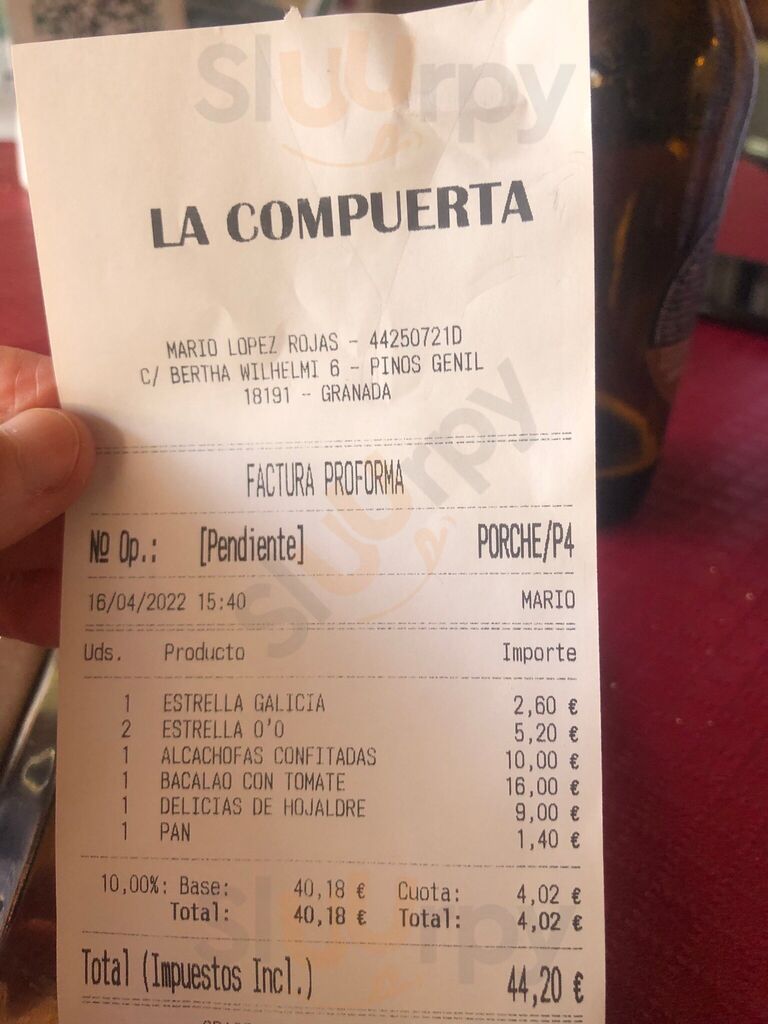 Sluurpy
LA COMPUERTA
MARIO LOPEZ ROJAS - 44250721D
C/ BERTHA WILHELMI 6 - PINOS GENIL
18191 - GRANADA
FACTURA PROFORMA
Nº Op.: [Pendiente] PORCHE/P4
16/04/2022 15:40 MARIO
Uds. Producto Importe
1 ESTRELLA GALICIA 2,60 €
2 ESTRELLA 0'0 5,20 €
1 ALCACHOFAS CONFITADAS 10,00 €
1 BACALAO CON TOMATE 16,00 €
1 DELICIAS DE HOJALDRE 9,00 €
1 PAN 1,40 €
10,00%: Base: 40,18 € Cuota: 4,02 €
Total: 40,18 € Total: 4,02 €
Total (Impuestos Incl.) 44,20 €